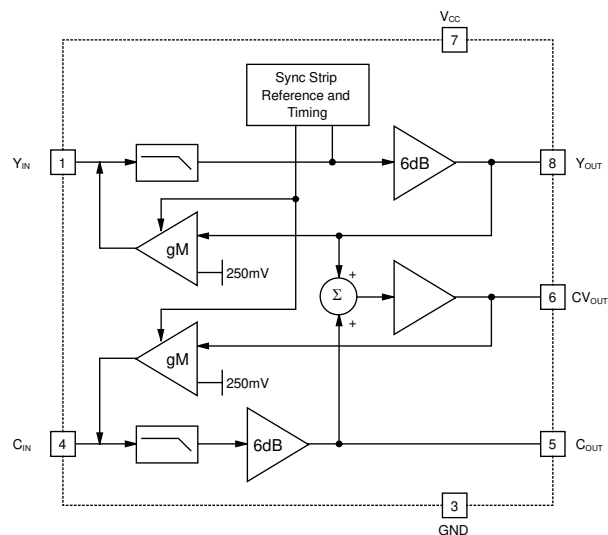 VCC
7
Sync Strip
Reference and
Timing
YIN
1
6dB
8
YOUT
gM
250mV
+
Σ
+
6
CVOUT
gM
250mV
CIN
4
6dB
5
COUT
3
GND